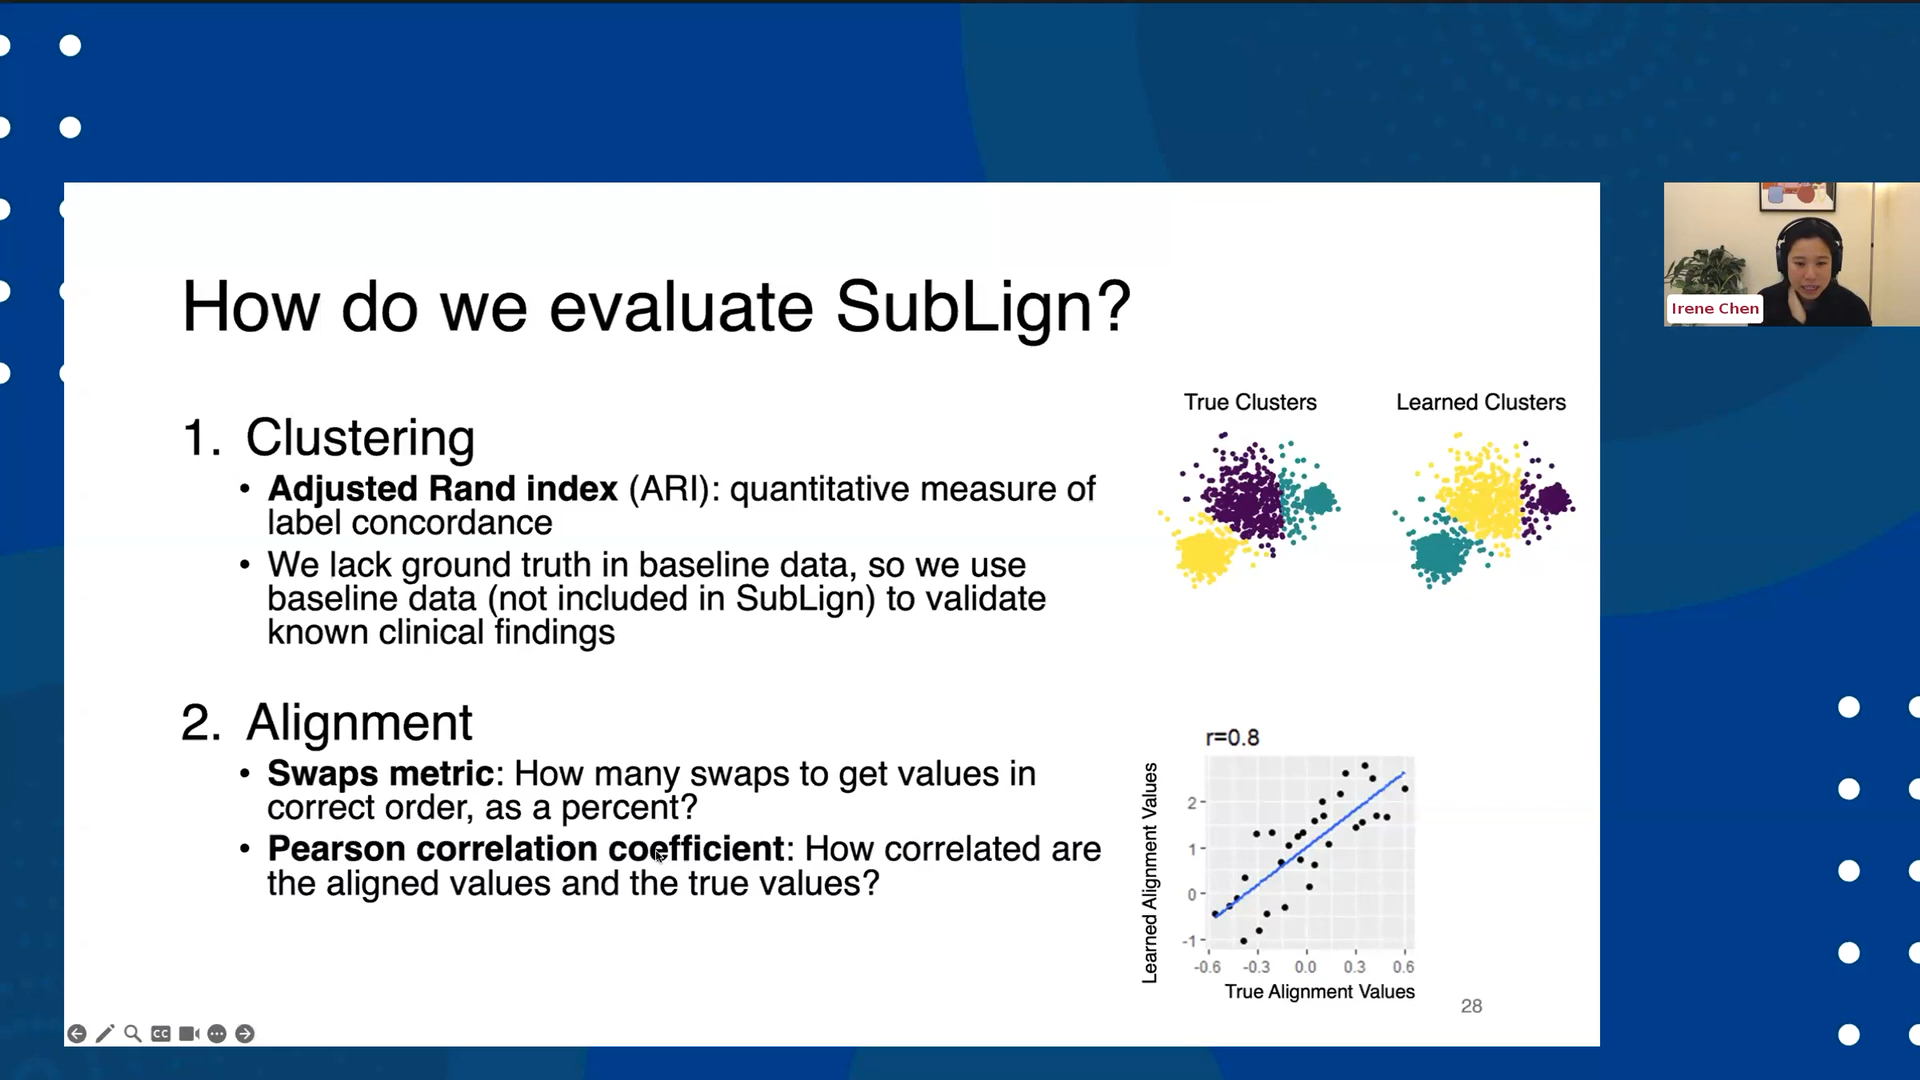 How do we evaluate SubLign?
1. Clustering
• Adjusted Rand index (ARI): quantitative measure of
label concordance
• We lack ground truth in baseline data, so we use
baseline data (not included in SubLign) to validate
known clinical findings
2. Alignment
• Swaps metric: How many swaps to get values in
correct order, as a percent?
• Pearson correlation coefficient: How correlated are
the aligned values and the true values?
True Clusters
Learned Clusters
r=0.8
Learned Alignment Values
2
1
0
-1
-0.6 -0.3 0.0 0.3 0.6
True Alignment Values
28
CC
Irene Chen